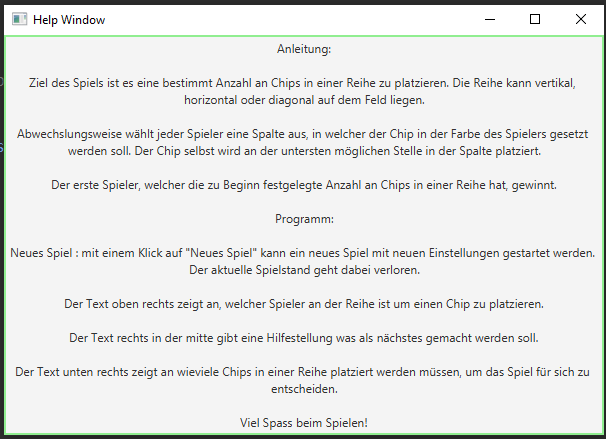 Help Window
Anleitung:
Ziel des Spiels ist es eine bestimmt Anzahl an Chips in einer Reihe zu platzieren. Die Reihe kann vertikal,
horizontal oder diagonal auf dem Feld liegen.
Abwechslungsweise wählt jeder Spieler eine Spalte aus, in welcher der Chip in der Farbe des Spielers gesetzt
werden soll. Der Chip selbst wird an der untersten möglichen Stelle in der Spalte platziert.
Der erste Spieler, welcher die zu Beginn festgelegte Anzahl an Chips in einer Reihe hat, gewinnt.
Programm:
Neues Spiel : mit einem Klick auf "Neues Spiel" kann ein neues Spiel mit neuen Einstellungen gestartet werden.
Der aktuelle Spielstand geht dabei verloren.
Der Text oben rechts zeigt an, welcher Spieler an der Reihe ist um einen Chip zu platzieren.
Der Text rechts in der mitte gibt eine Hilfestellung was als nächstes gemacht werden soll.
Der Text unten rechts zeigt an wieviele Chips in einer Reihe platziert werden müssen, um das Spiel für sich zu
entscheiden.
Viel Spass beim Spielen!